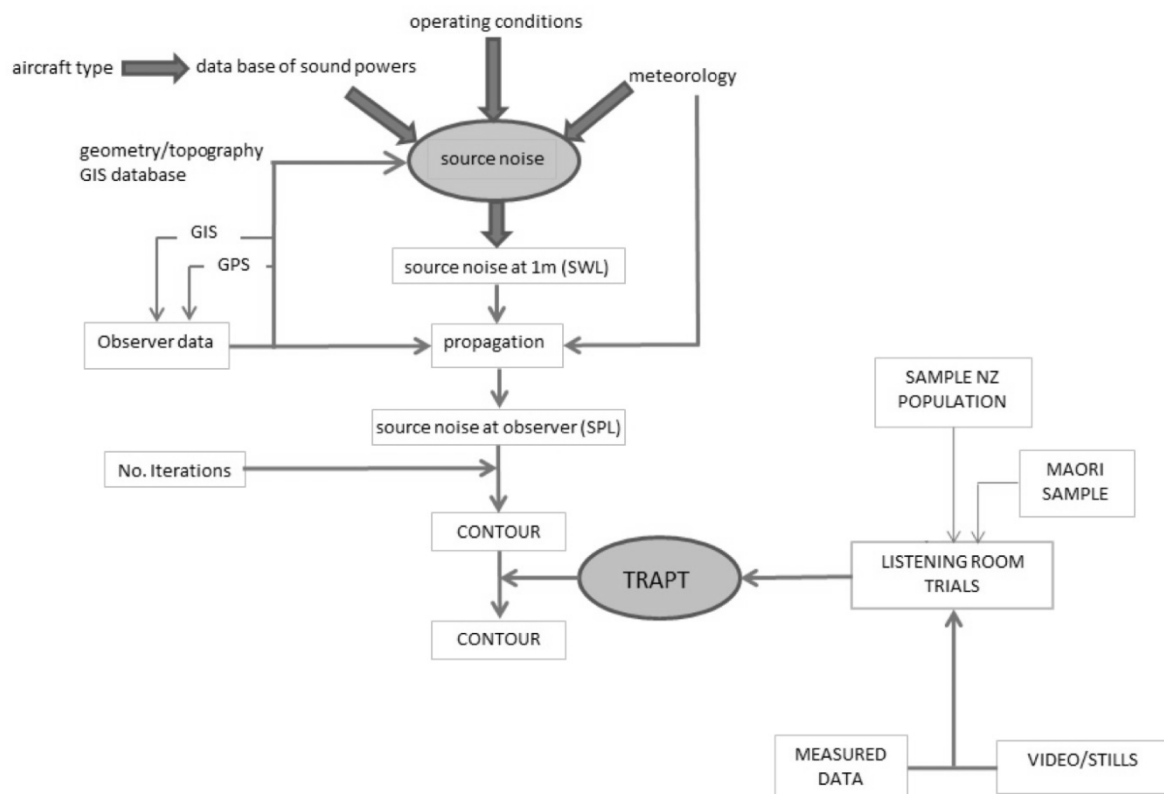 operating conditions
aircraft type
data base of sound powers
meteorology
source noise
geometry/topography
GIS database
GIS
GPS
source noise at 1m (SWL)
Observer data
propagation
SAMPLE NZ
POPULATION
source noise at observer (SPL)
No. Iterations
MAORI
SAMPLE
CONTOUR
LISTENING ROOM
TRIALS
TRAPT
CONTOUR
MEASURED
DATA
VIDEO/STILLS